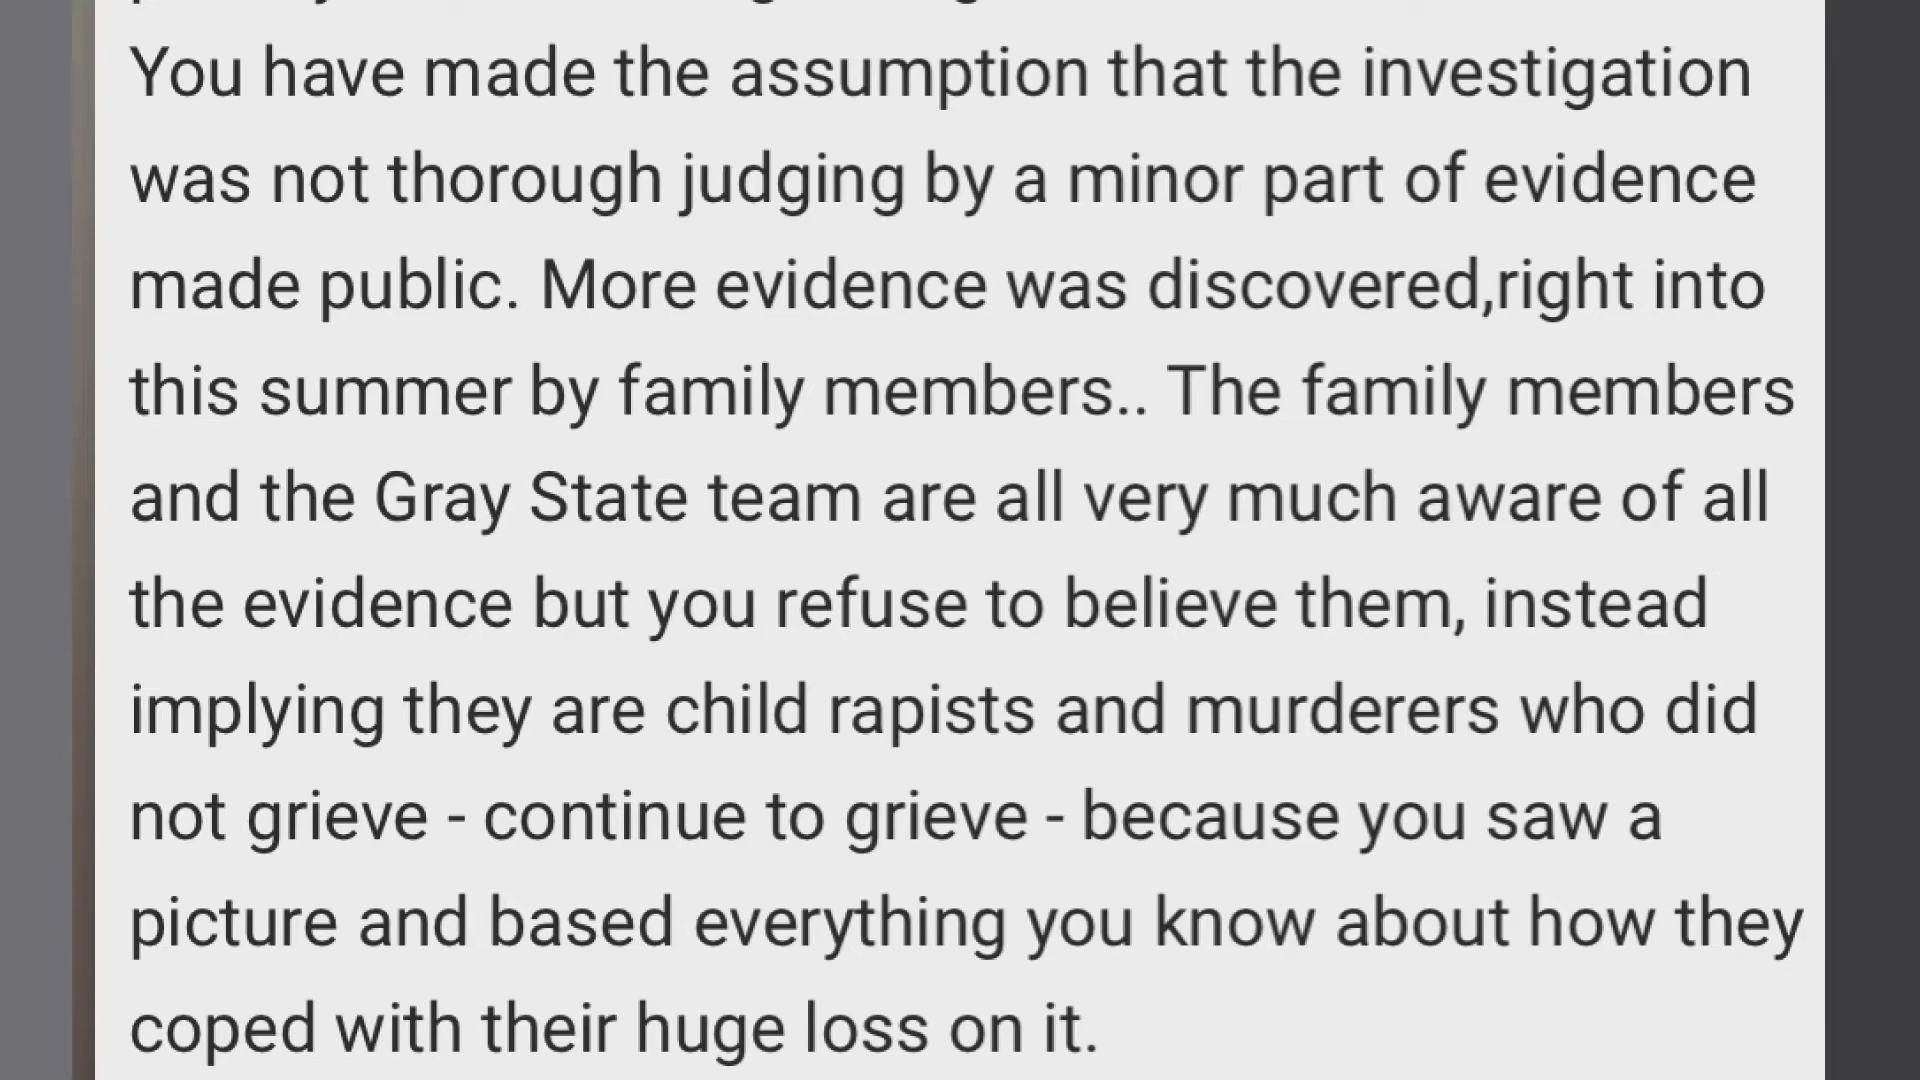 You have made the assumption that the investigation
was not thorough judging by a minor part of evidence
made public. More evidence was discovered,right into
this summer by family members.. The family members
and the Gray State team are all very much aware of all
the evidence but you refuse to believe them, instead
implying they are child rapists and murderers who did
not grieve - continue to grieve - because you saw a
picture and based everything you know about how they
coped with their huge loss on it.